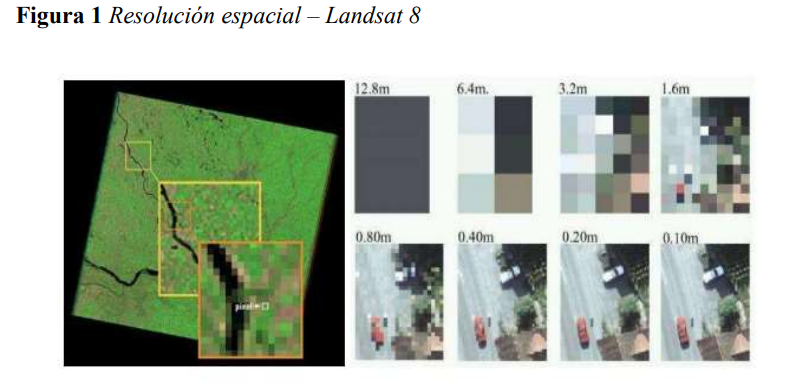 Figura 1 Resolución espacial – Landsat 8
12.8m 6.4m. 3.2m 1.6m
pixel
0.80m 0.40m 0.20m 0.10m